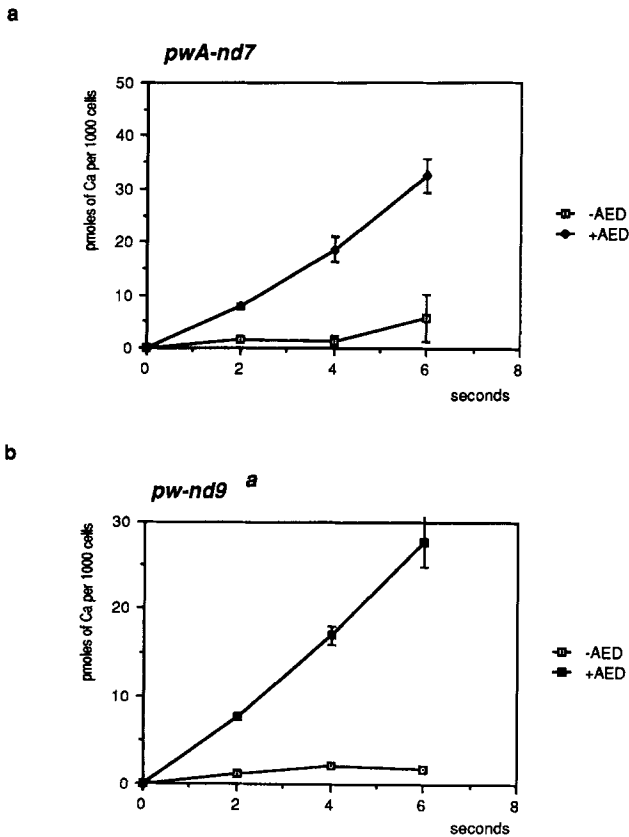 a
pwA-nd7
pmoles of Ca per 1000 cells
50
40
30
20
10
0
0 2 4 6 8
seconds
-AED
+AED
b
pw-nd9 a
pmoles of Ca per 1000 cells
30
20
10
0
0 2 4 6 8
seconds
-AED
+AED